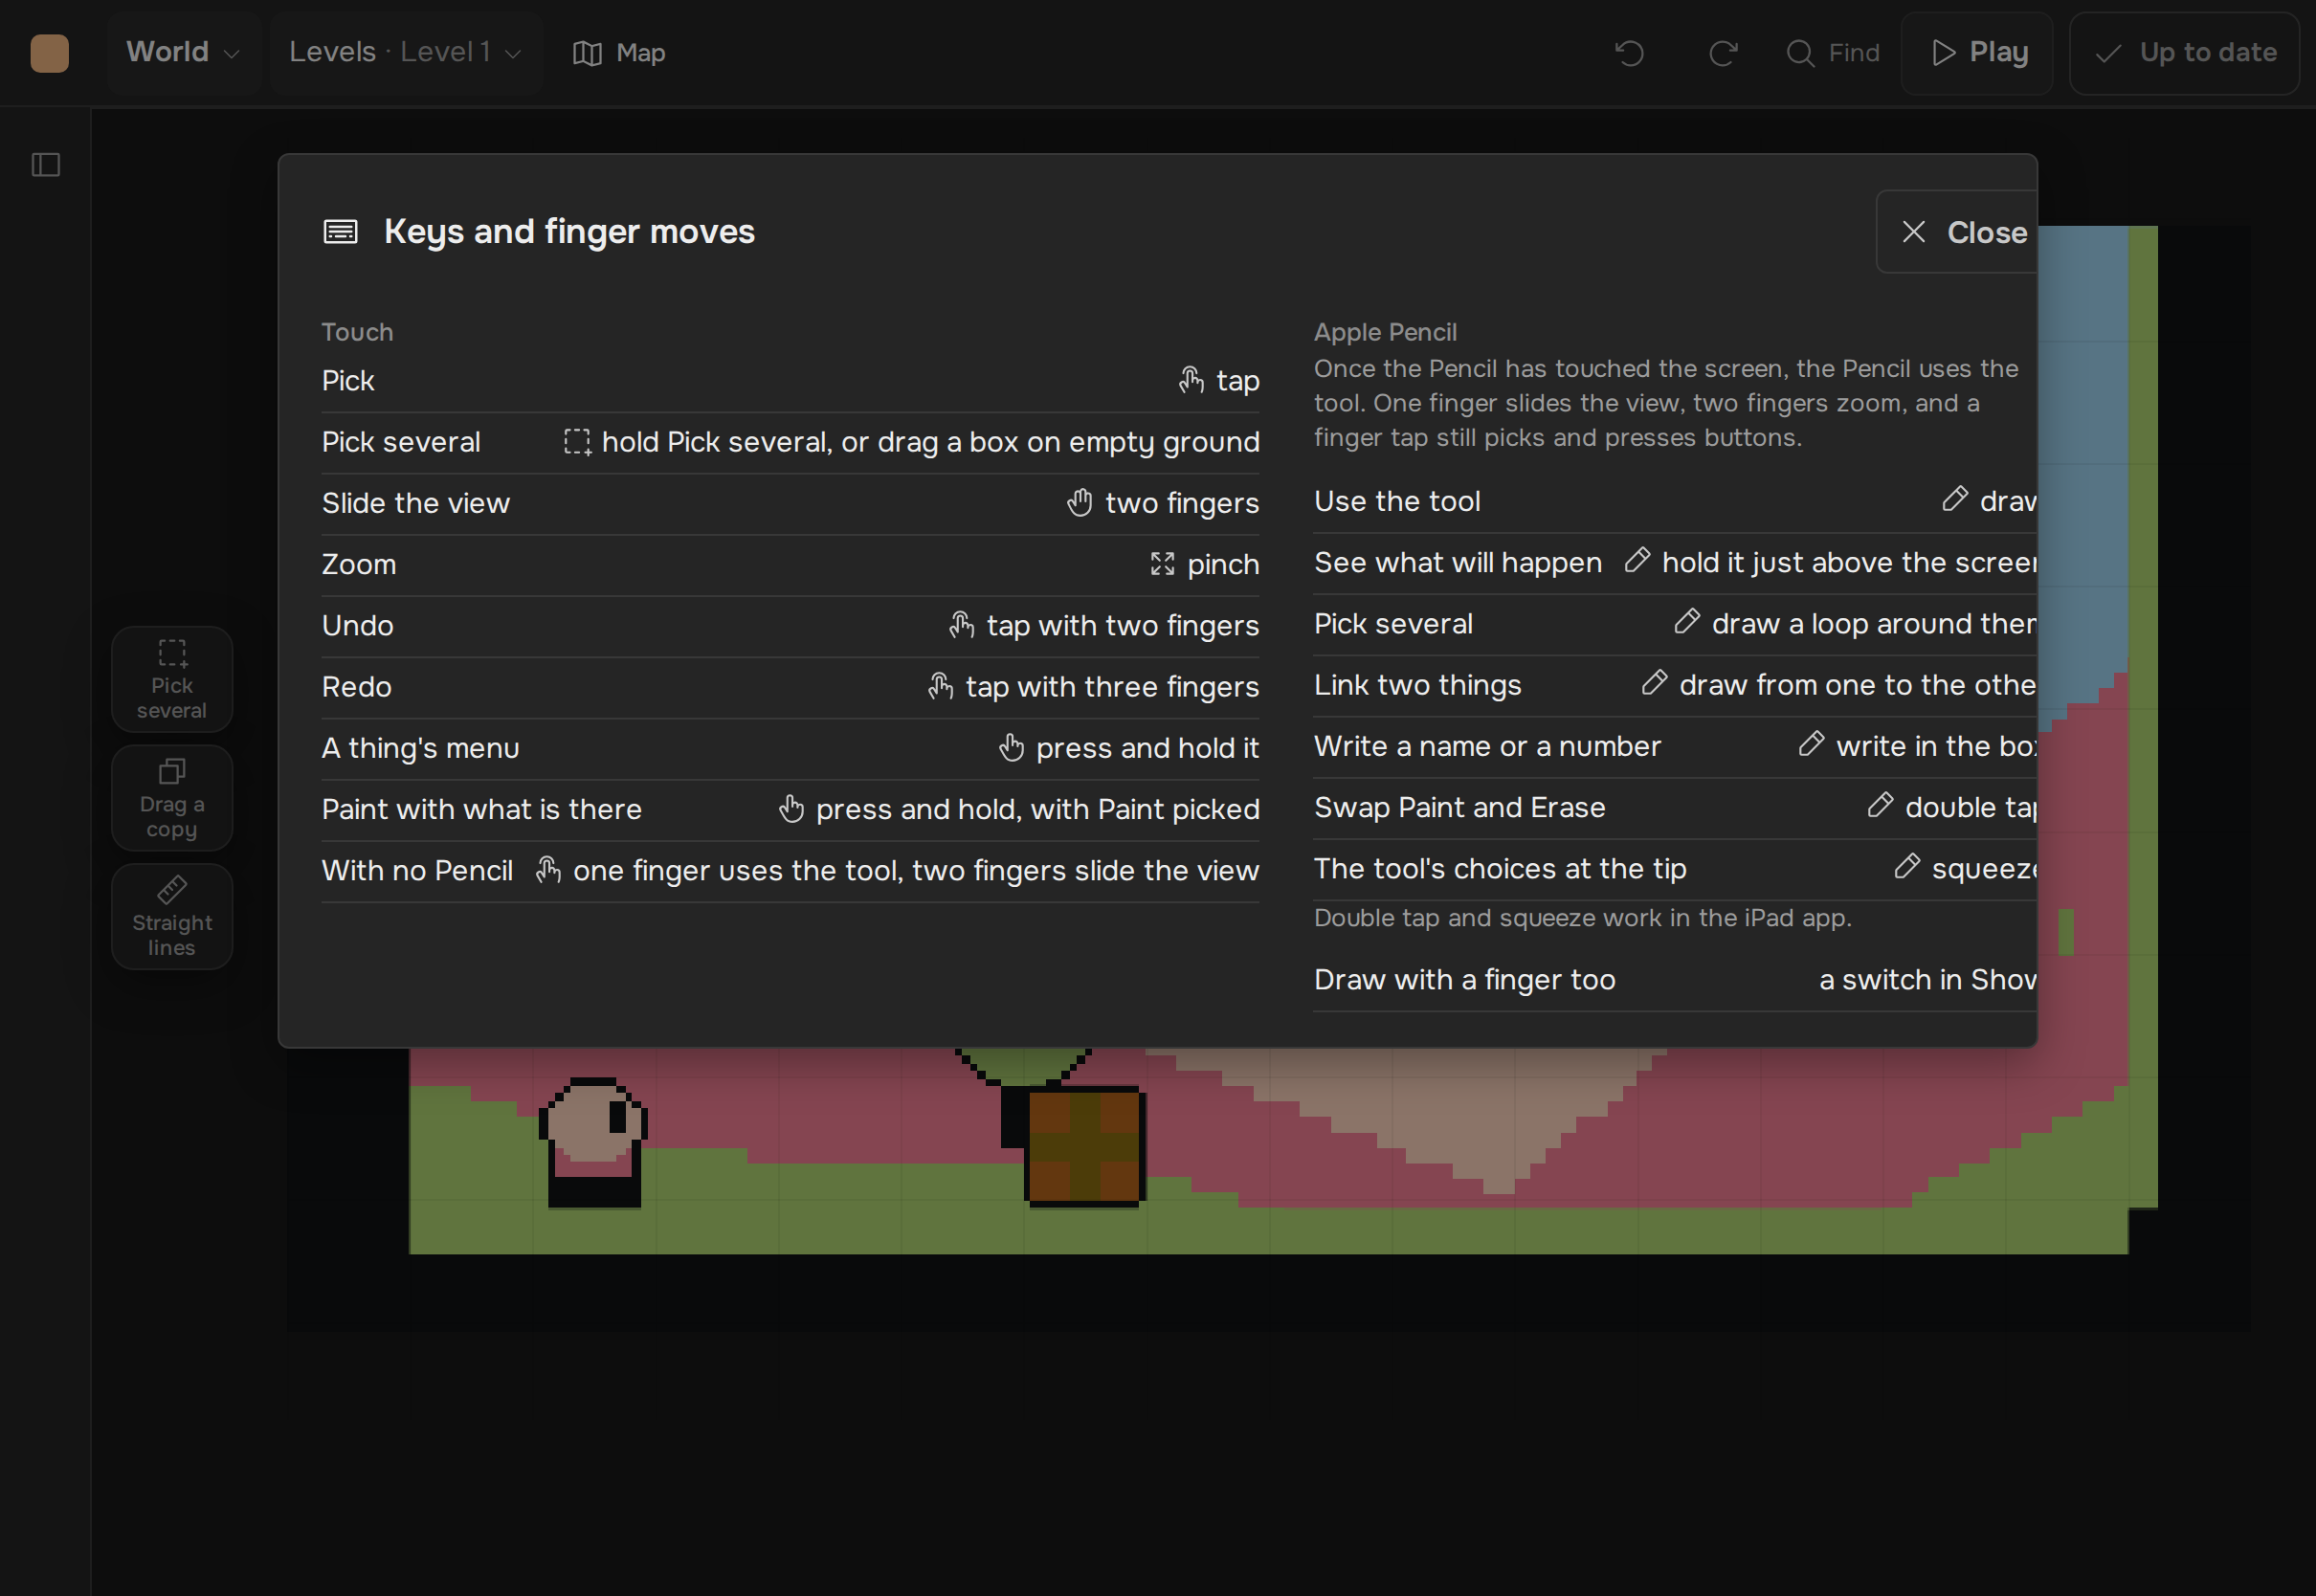 World
Levels · Level 1
Map
Find
Play
Up to date
Keys and finger moves
Close
Touch
Pick
tap
Pick several
hold Pick several, or drag a box on empty ground
Slide the view
two fingers
Zoom
pinch
Undo
tap with two fingers
Redo
tap with three fingers
A thing's menu
press and hold it
Paint with what is there
press and hold, with Paint picked
With no Pencil
one finger uses the tool, two fingers slide the view
Apple Pencil
Once the Pencil has touched the screen, the Pencil uses the
tool. One finger slides the view, two fingers zoom, and a
finger tap still picks and presses buttons.
Use the tool
See what will happen
hold it just above the
Pick several
draw a loop around
Link two things
draw from one to the
Write a name or a number
write in the
Swap Paint and Erase
double
The tool's choices at the tip
squeeze
Double tap and squeeze work in the iPad app.
Draw with a finger too
a switch in
Pick
several
Drag a
copy
Straight
lines